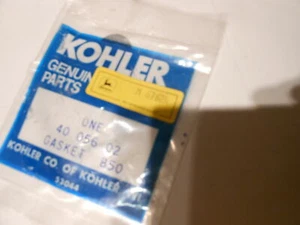 KOHLER
GENUINE
PARTS
ONE
40 056 02
GASKET 850
KOHLER CO. OF KOHLER
53044